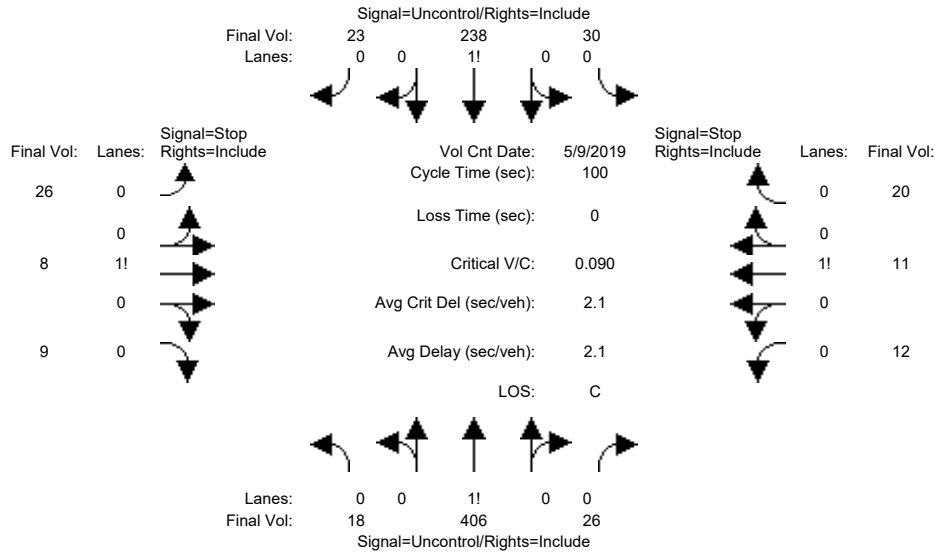 Signal=Uncontrol/Rights=Include
Final Vol: 23 238 30
Lanes: 0 0 1! 0 0
Signal=Stop
Final Vol: Lanes: Rights=Include
Vol Cnt Date: 5/9/2019
Signal=Stop
Rights=Include Lanes: Final Vol:
Cycle Time (sec): 100
26 0
0 20
Loss Time (sec): 0
0
0
8 1!
Critical V/C: 0.090
1! 11
0
Avg Crit Del (sec/veh): 2.1
0
9 0
Avg Delay (sec/veh): 2.1
0 12
LOS: C
Lanes: 0 0 1! 0 0
Final Vol: 18 406 26
Signal=Uncontrol/Rights=Include